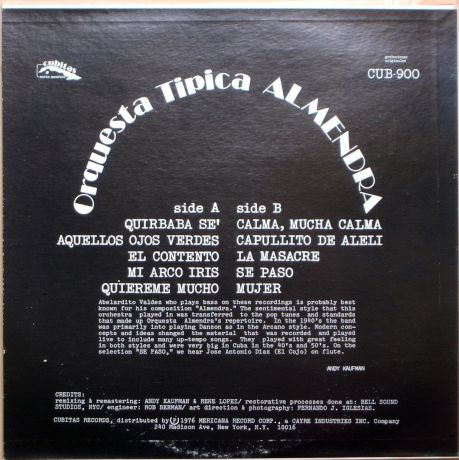 cubitas
grabaciones
originales
CUB-900
Orquesta Tipica ALMENDRA
side A
QUIRBABA SE'
AQUELLOS OJOS VERDES
EL CONTENTO
MI ARCO IRIS
QUIEREME MUCHO
side B
CALMA, MUCHA CALMA
CAPULLITO DE ALELI
LA MASACRE
SE PASO
MUJER
Abelardito Valdez who plays bass on these recordings is probably best
known for his composition "Almendra." The sentimental style that this
orchestra played in was transferred to the pop tunes and standards
that made up Orquesta Almendra's repertoire. In the 1940's the band
was primarily into playing Danzon as in the Arcano style. Modern con-
cepts and ideas changed the material that was recorded and played
live to include many up-tempo songs. They played with great feeling
in both styles and were very big in Cuba in the 40's and 50's. On the
selection "SE PASO," we hear Jose Antonio Diaz (El Cojo) on flute.
ANDY KAUFMAN
CREDITS:
remixing & remastering: ANDY KAUFMAN & RENE LOPEZ/ restorative processes done at: BELL SOUND
STUDIOS, NYC/ engineer: ROB BERMAN/ art direction & photography: FERNANDO J. IGLESIAS.
CUBITAS RECORDS, distributed by Ⓟ 1976 MERICANA RECORD CORP., a CAYRE INDUSTRIES INC. Company
240 Madison Ave, New York, N.Y. 10016